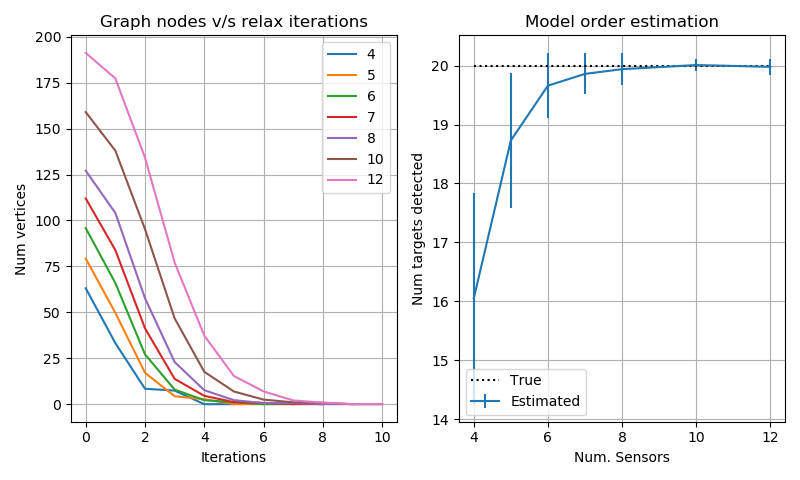 Graph nodes v/s relax iterations
Num vertices
200
175
150
125
100
75
50
25
0
4
5
6
7
8
10
12
0 2 4 6 8 10
Iterations
Model order estimation
Num targets detected
20
19
18
17
16
15
14
True
Estimated
4 6 8 10 12
Num. Sensors